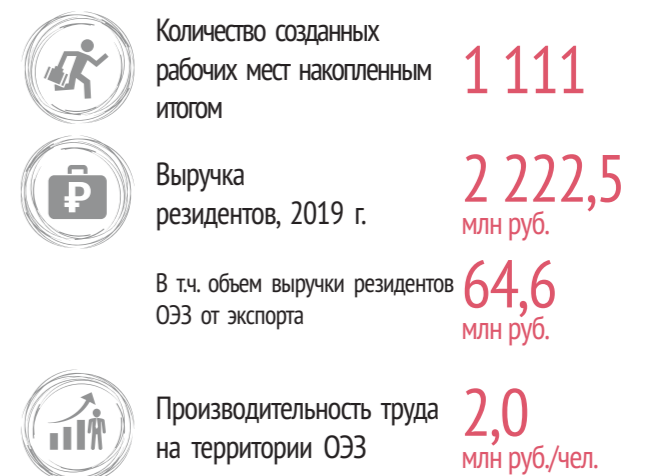 Количество созданных
рабочих мест накопленным
итогом
1 111
₽
Выручка
резидентов, 2019 г.
2 222,5
млн руб.
В т.ч. объем выручки резидентов
ОЭЗ от экспорта
64,6
млн руб.
Производительность труда
на территории ОЭЗ
2,0
млн руб./чел.